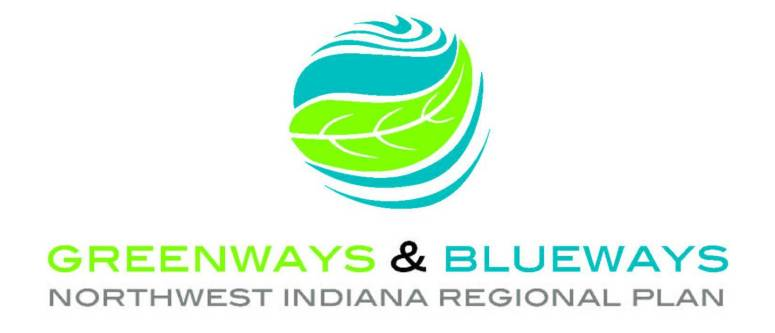 GREENWAYS & BLUEWAYS
NORTHWEST INDIANA REGIONAL PLAN